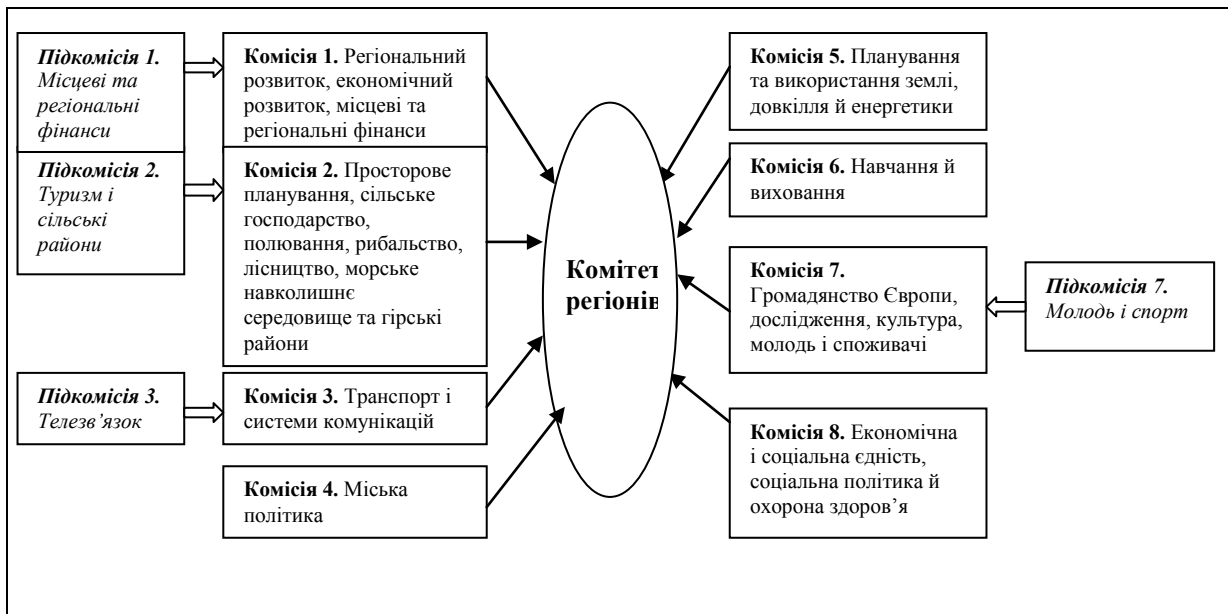 Підкомісія 1.
Місцеві та
регіональні
фінанси
Комісія 1. Регіональний
розвиток, економічний
розвиток, місцеві та
регіональні фінанси
Підкомісія 2.
Туризм і
сільські
райони
Комісія 2. Просторове
планування, сільське
господарство,
полювання, рибальство,
лісництво, морське
навколишнє
середовище та гірські
райони
Підкомісія 3.
Телезв’язок
Комісія 3. Транспорт і
системи комунікацій
Комісія 4. Міська
політика
Комітет
регіонів
Комісія 5. Планування
та використання землі,
довкілля й енергетики
Комісія 6. Навчання й
виховання
Комісія 7.
Громадянство Європи,
дослідження, культура,
молодь і споживачі
Підкомісія 7.
Молодь і спорт
Комісія 8. Економічна
і соціальна єдність,
соціальна політика й
охорона здоров’я